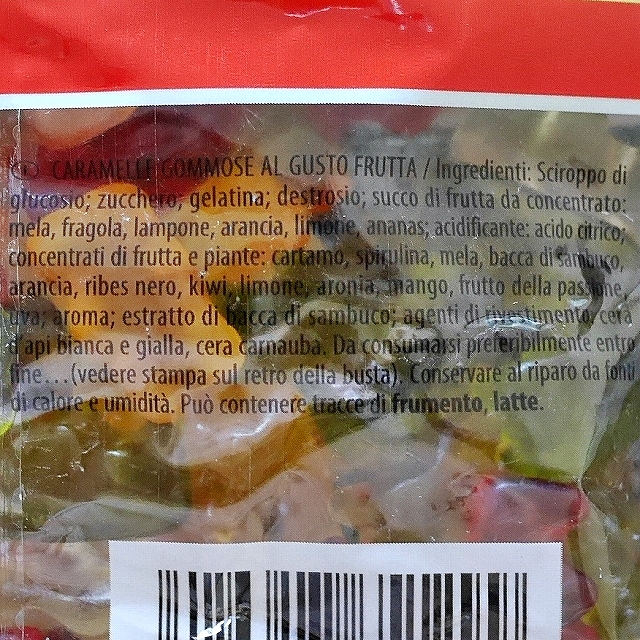 CARAMELLE GOMMOSE AL GUSTO FRUTTA / Ingredienti: Sciroppo di
glucosio; zucchero; gelatina; destrosio; succo di frutta da concentrato:
mela, fragola, lampone, arancia, limone, ananas; acidificante: acido citrico;
concentrati di frutta e piante: cartamo, spirulina, mela, bacca di sambuco,
arancia, ribes nero, kiwi, limone, aronia, mango, frutto della passione,
uva; aroma; estratto di bacca di sambuco; agenti di rivestimento: cera
d'api bianca e gialla, cera carnauba. Da consumarsi preferibilmente entro
fine...(vedere stampa sul retro della busta). Conservare al riparo da fonti
di calore e umidità. Può contenere tracce di frumento, latte.